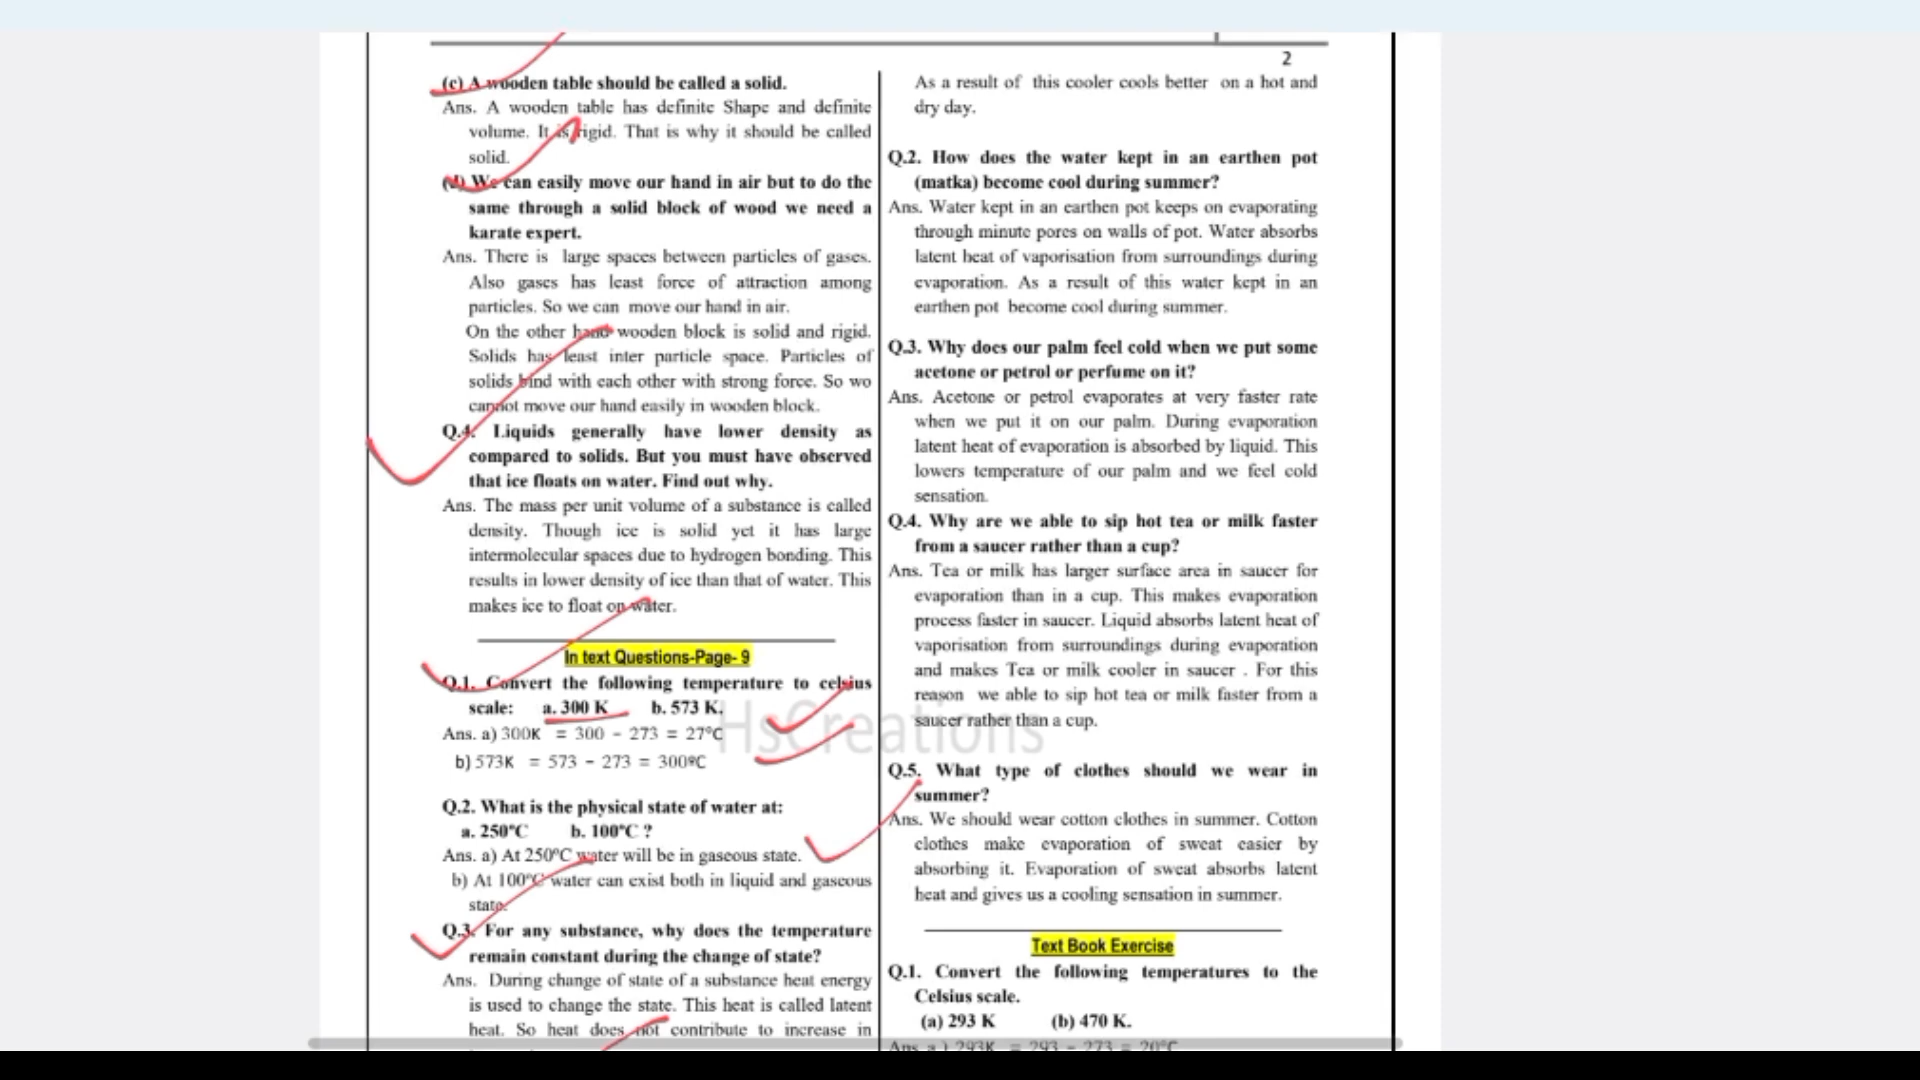 2
(c) A wooden table should be called a solid.
Ans. A wooden table has definite Shape and definite
volume. It is rigid. That is why it should be called
solid.
(d) We can easily move our hand in air but to do the
same through a solid block of wood we need a
karate expert.
Ans. There is large spaces between particles of gases.
Also gases has least force of attraction among
particles. So we can move our hand in air.
On the other hand wooden block is solid and rigid.
Solids has least inter particle space. Particles of
solids bind with each other with strong force. So wo
cannot move our hand easily in wooden block.
Q.4. Liquids generally have lower density as
compared to solids. But you must have observed
that ice floats on water. Find out why.
Ans. The mass per unit volume of a substance is called
density. Though ice is solid yet it has large
intermolecular spaces due to hydrogen bonding. This
results in lower density of ice than that of water. This
makes ice to float on water.
In text Questions-Page- 9
Q.1. Convert the following temperature to celsius
scale: a. 300 K b. 573 K.
Ans. a) 300K = 300 - 273 = 27°C
b) 573K = 573 - 273 = 300°C
Q.2. What is the physical state of water at:
a. 250°C b. 100°C ?
Ans. a) At 250°C water will be in gaseous state.
b) At 100°C water can exist both in liquid and gaseous
state.
Q.3. For any substance, why does the temperature
remain constant during the change of state?
Ans. During change of state of a substance heat energy
is used to change the state. This heat is called latent
heat. So heat does not contribute to increase in
As a result of this cooler cools better on a hot and
dry day.
Q.2. How does the water kept in an earthen pot
(matka) become cool during summer?
Ans. Water kept in an earthen pot keeps on evaporating
through minute pores on walls of pot. Water absorbs
latent heat of vaporisation from surroundings during
evaporation. As a result of this water kept in an
earthen pot become cool during summer.
Q.3. Why does our palm feel cold when we put some
acetone or petrol or perfume on it?
Ans. Acetone or petrol evaporates at very faster rate
when we put it on our palm. During evaporation
latent heat of evaporation is absorbed by liquid. This
lowers temperature of our palm and we feel cold
sensation.
Q.4. Why are we able to sip hot tea or milk faster
from a saucer rather than a cup?
Ans. Tea or milk has larger surface area in saucer for
evaporation than in a cup. This makes evaporation
process faster in saucer. Liquid absorbs latent heat of
vaporisation from surroundings during evaporation
and makes Tea or milk cooler in saucer . For this
reason we able to sip hot tea or milk faster from a
saucer rather than a cup.
HsCreations
Q.5. What type of clothes should we wear in
summer?
Ans. We should wear cotton clothes in summer. Cotton
clothes make evaporation of sweat easier by
absorbing it. Evaporation of sweat absorbs latent
heat and gives us a cooling sensation in summer.
Text Book Exercise
Q.1. Convert the following temperatures to the
Celsius scale.
(a) 293 K (b) 470 K.
Ans. a ) 293K = 293 - 273 = 20°C